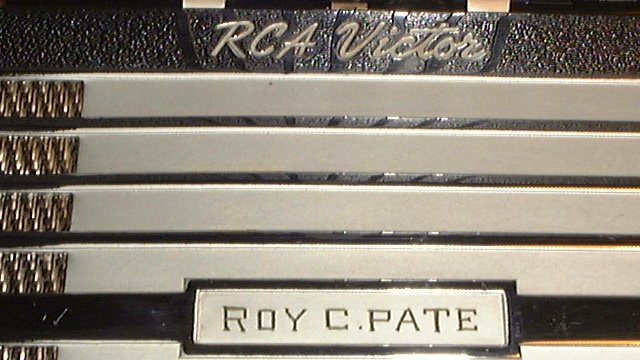 RCA Victor
ROY C. PATE